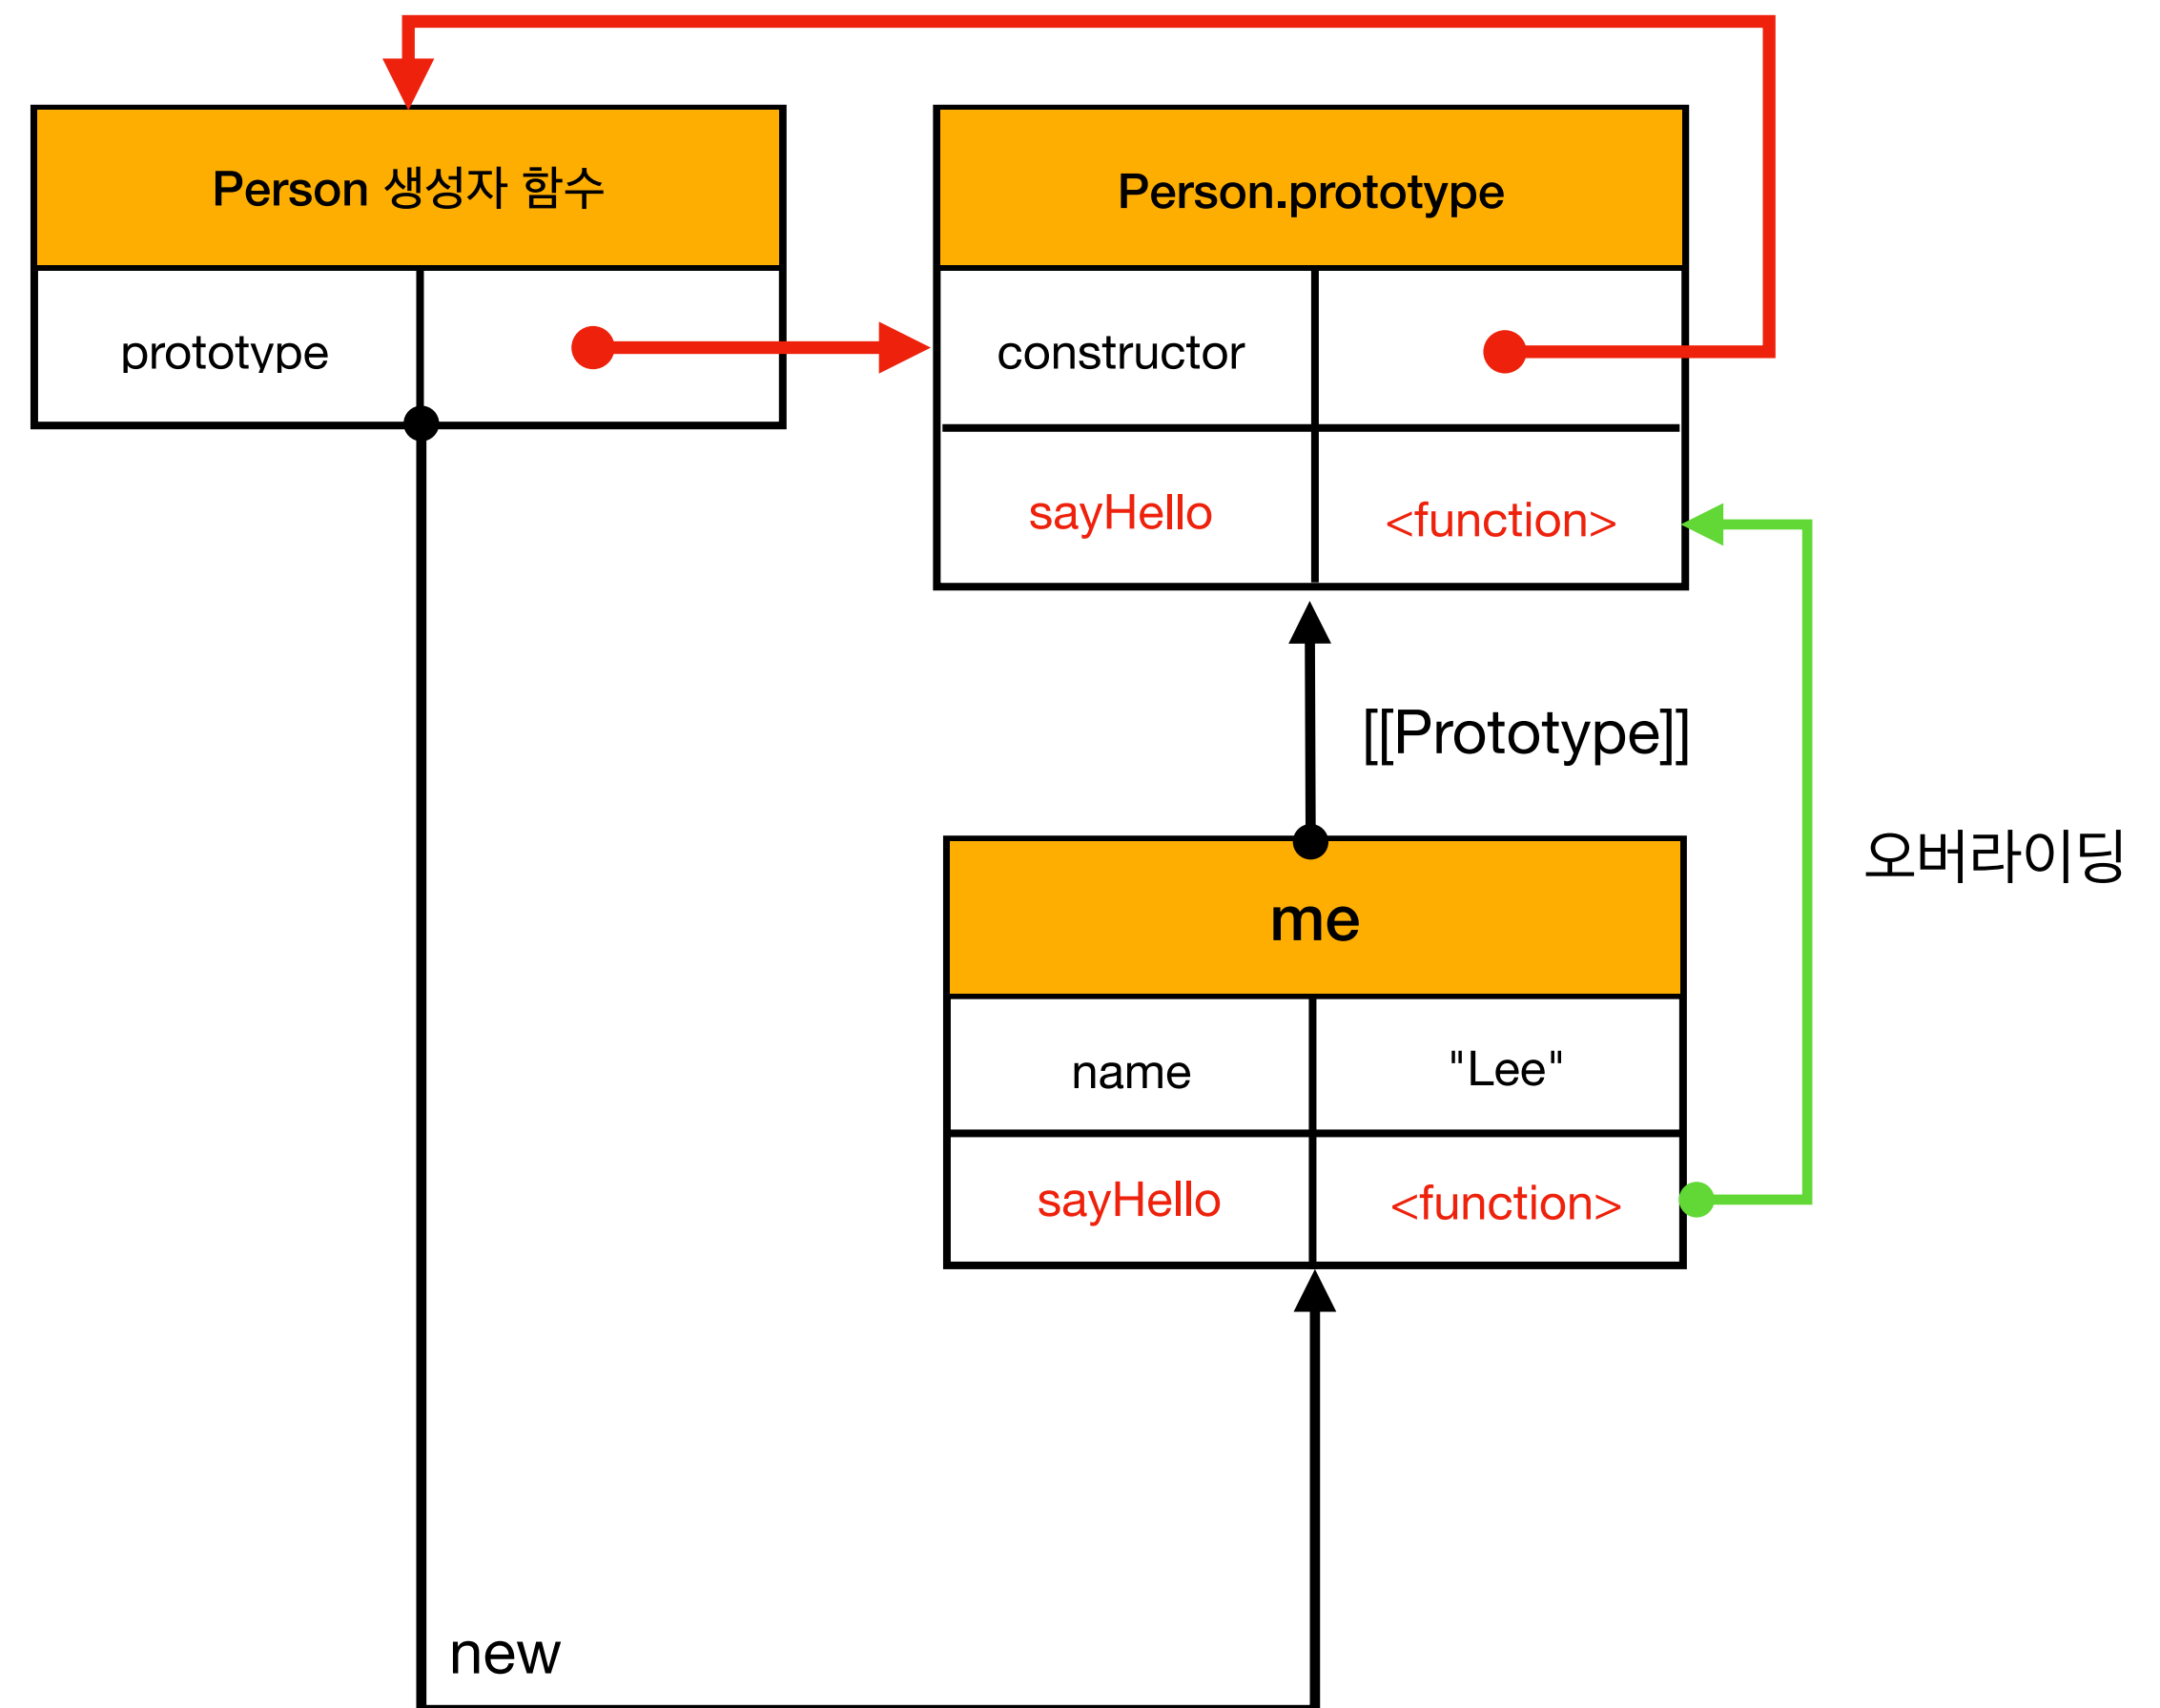 Person 생성자 함수
prototype
Person.prototype
constructor
sayHello
<function>
[[Prototype]]
오버라이딩
me
name
"Lee"
sayHello
<function>
new